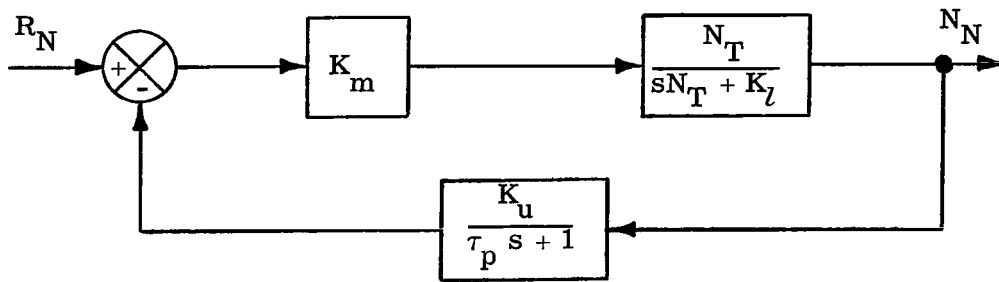 R_N
+
-
K_m
N_T
sN_T + K_l
N_N
K_u
τ_p s + 1